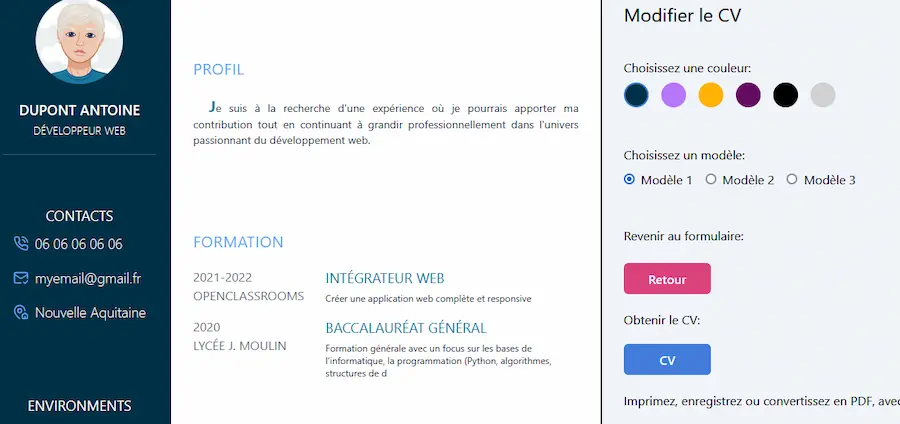 DUPONT ANTOINE
DÉVELOPPEUR WEB
CONTACTS
06 06 06 06 06
myemail@gmail.fr
Nouvelle Aquitaine
ENVIRONMENTS
PROFIL
Je suis à la recherche d'une expérience où je pourrais apporter ma
contribution tout en continuant à grandir professionnellement dans l'univers
passionnant du développement web.
FORMATION
2021-2022
OPENCLASSROOMS
INTÉGRATEUR WEB
Créer une application web complète et responsive
2020
LYCÉE J. MOULIN
BACCALAURÉAT GÉNÉRAL
Formation générale avec un focus sur les bases de
l'informatique, la programmation (Python, algorithmes,
structures de d
Modifier le CV
Choisissez une couleur:
Choisissez un modèle:
Modèle 1 Modèle 2 Modèle 3
Revenir au formulaire:
Retour
Obtenir le CV:
CV
Imprimez, enregistrez ou convertissez en PDF, avec